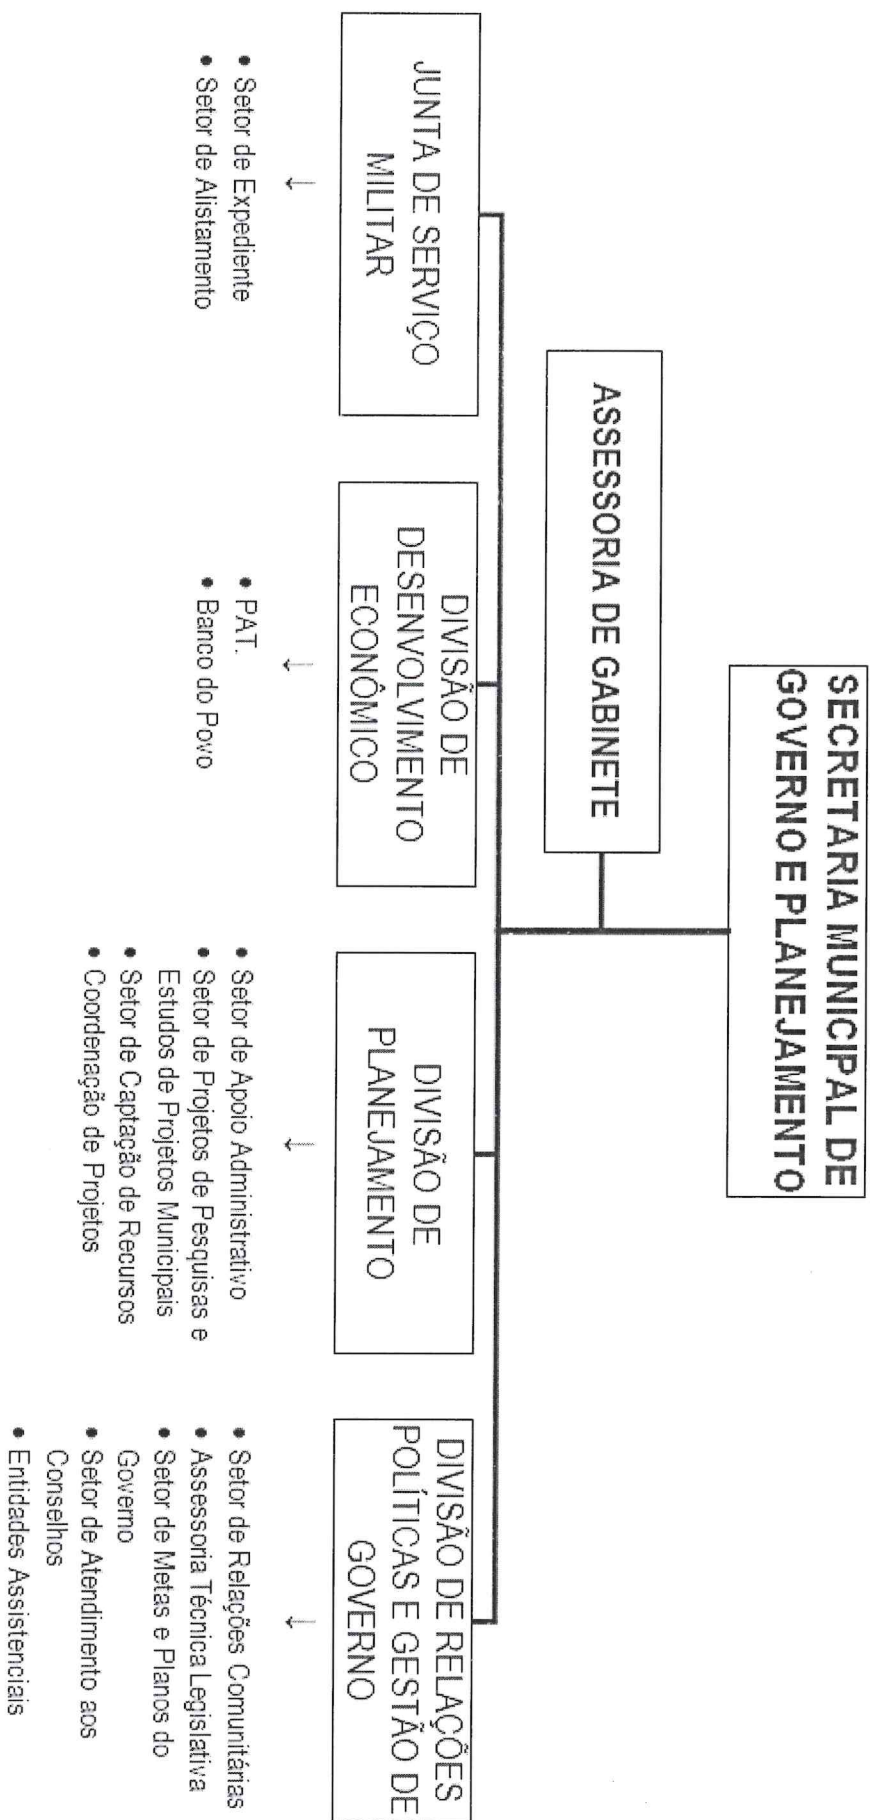 SECRETARIA MUNICIPAL DE
GOVERNO E PLANEJAMENTO
ASSESSORIA DE GABINETE
JUNTA DE SERVIÇO
MILITAR
↓
• Setor de Expediente
• Setor de Alistamento
DIVISÃO DE
DESENVOLVIMENTO
ECONÔMICO
↓
• PAT.
• Banco do Povo
DIVISÃO DE
PLANEJAMENTO
↓
• Setor de Apoio Administrativo
• Setor de Projetos de Pesquisas e
Estudos de Projetos Municipais
• Setor de Captação de Recursos
• Coordenação de Projetos
DIVISÃO DE RELAÇÕES
POLÍTICAS E GESTÃO DE
GOVERNO
↓
• Setor de Relações Comunitárias
• Assessoria Técnica Legislativa
• Setor de Metas e Planos do
Governo
• Setor de Atendimento aos
Conselhos
• Entidades Assistenciais